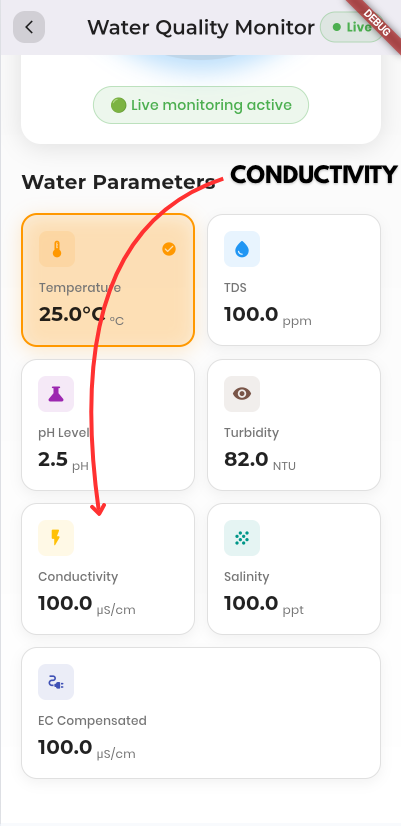 Water Quality Monitor
Live
DEBUG
Live monitoring active
Water Parameters
CONDUCTIVITY
Temperature
25.0°C °C
TDS
100.0 ppm
pH Level
2.5 pH
Turbidity
82.0 NTU
Conductivity
100.0 µS/cm
Salinity
100.0 ppt
EC Compensated
100.0 µS/cm